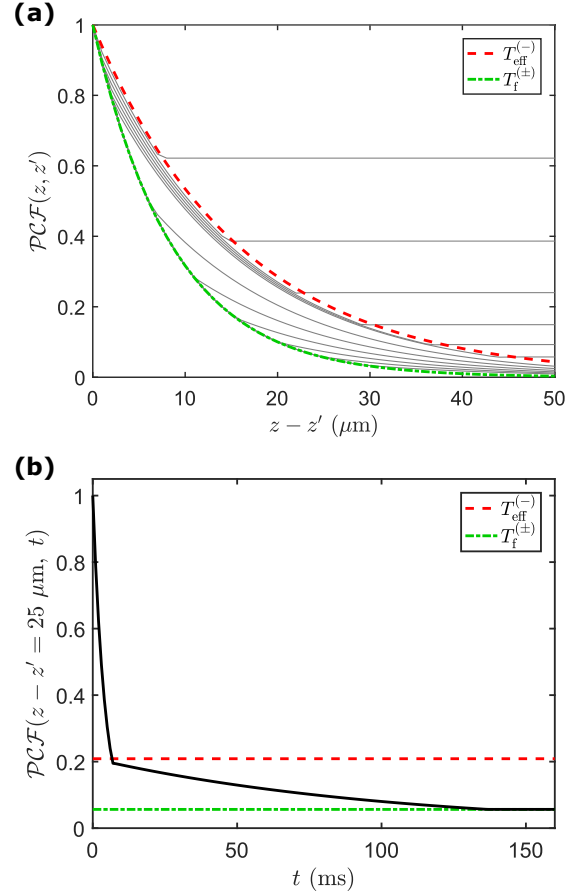 (a)
1
0.8
0.6
0.4
0.2
0
PCF(z, z′)
T_eff^(−)
T_f^(±)
0 10 20 30 40 50
z − z′ (μm)
(b)
1
0.8
0.6
0.4
0.2
0
PCF(z − z′ = 25 μm, t)
T_eff^(−)
T_f^(±)
0 50 100 150
t (ms)